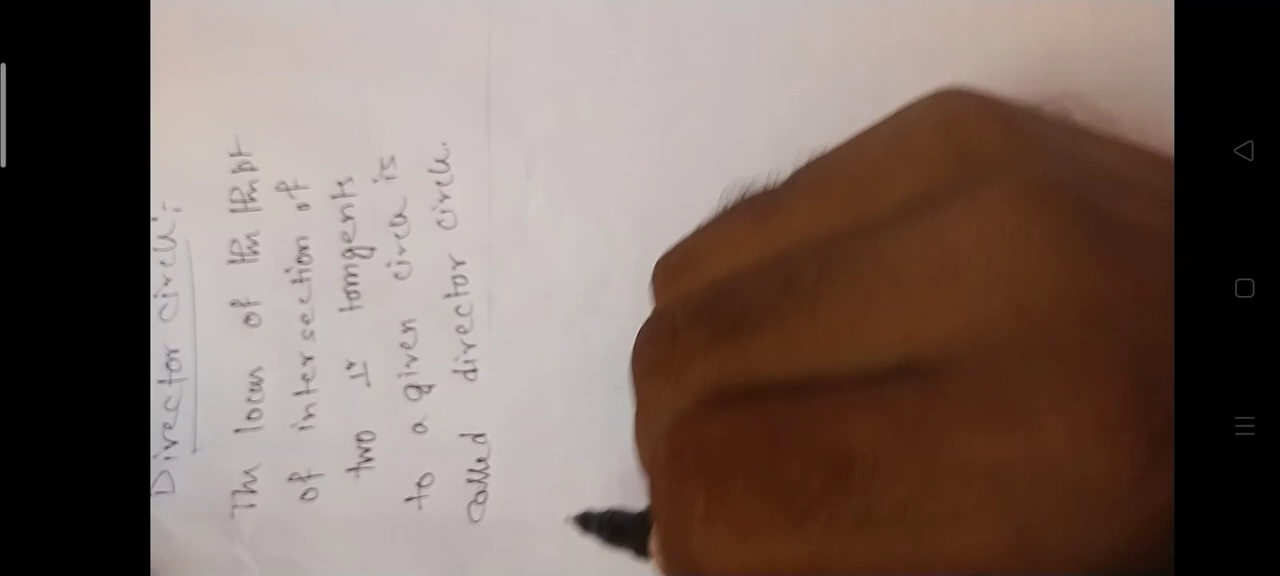 Director circle:
The locus of the the pt
of intersection of
two ⊥r tangents
to a given circle is
called director circle.